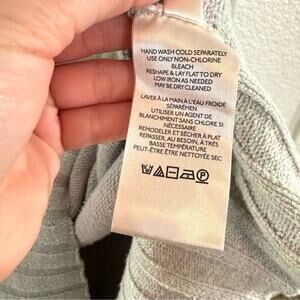 HAND WASH COLD SEPARATELY
USE ONLY NON-CHLORINE
BLEACH
RESHAPE & LAY FLAT TO DRY
LOW IRON AS NEEDED
MAY BE DRY CLEANED
LAVER À LA MAIN À L'EAU FROIDE
SÉPARÉMEN
UTILISER UN AGENT DE
BLANCHIMENT SANS CHLORE SI
NÉCESSAIRE
REMODELER ET SÉCHER À PLAT
REPASSER, AU BESOIN, À TRÈS
BASSE TEMPÉRATURE
PEUT-ÊTRE NETTOYÉE SEC